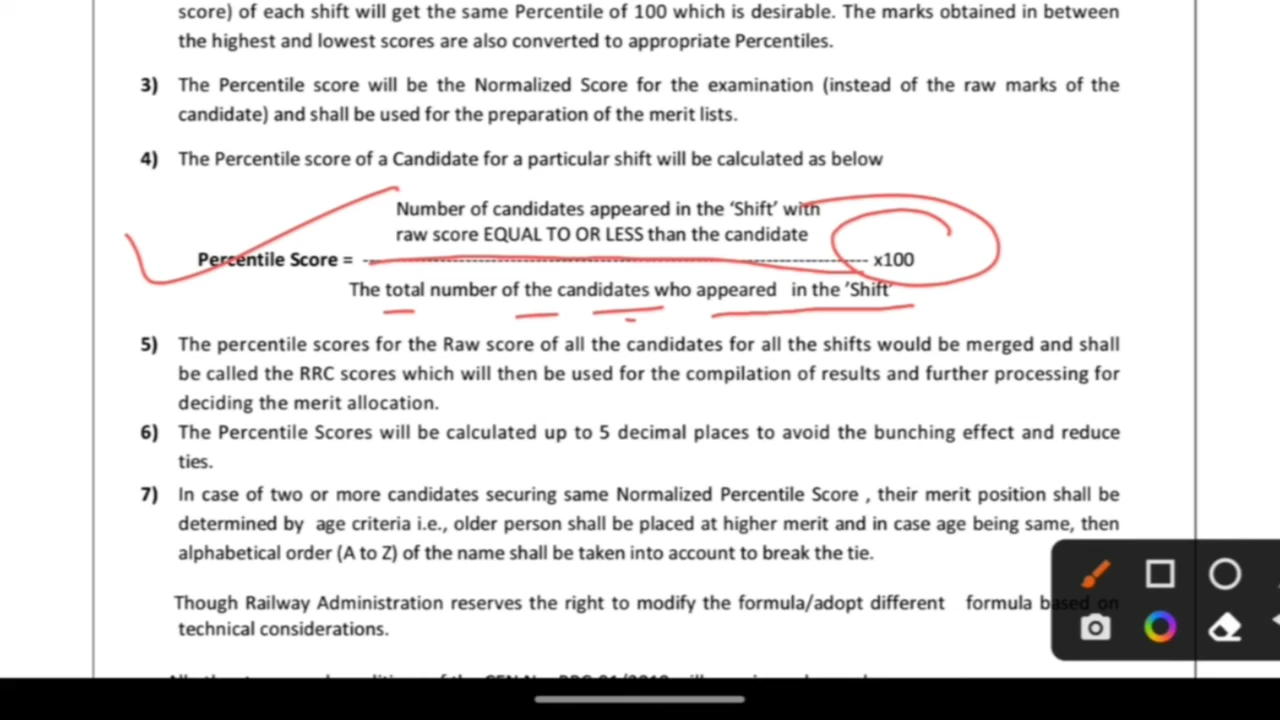 score) of each shift will get the same Percentile of 100 which is desirable. The marks obtained in between
the highest and lowest scores are also converted to appropriate Percentiles.
3) The Percentile score will be the Normalized Score for the examination (instead of the raw marks of the
candidate) and shall be used for the preparation of the merit lists.
4) The Percentile score of a Candidate for a particular shift will be calculated as below
Number of candidates appeared in the ‘Shift’ with
raw score EQUAL TO OR LESS than the candidate
Percentile Score = ---------------------------------------------------------------- x100
The total number of the candidates who appeared in the ‘Shift’
5) The percentile scores for the Raw score of all the candidates for all the shifts would be merged and shall
be called the RRC scores which will then be used for the compilation of results and further processing for
deciding the merit allocation.
6) The Percentile Scores will be calculated up to 5 decimal places to avoid the bunching effect and reduce
ties.
7) In case of two or more candidates securing same Normalized Percentile Score , their merit position shall be
determined by age criteria i.e., older person shall be placed at higher merit and in case age being same, then
alphabetical order (A to Z) of the name shall be taken into account to break the tie.
Though Railway Administration reserves the right to modify the formula/adopt different formula based on
technical considerations.